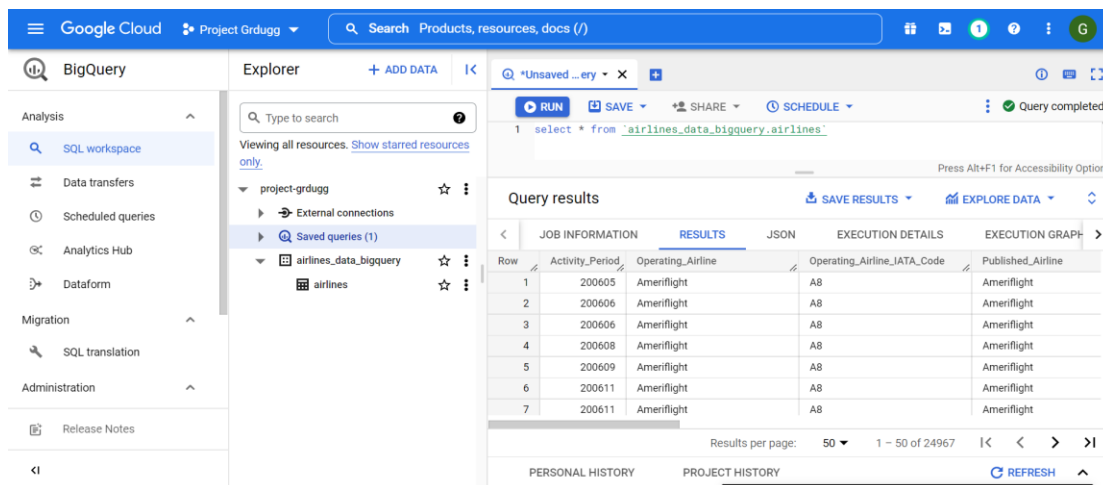 Google Cloud Project Grdugg Search Products, resources, docs (/) 1 G
BigQuery
Analysis
SQL workspace
Data transfers
Scheduled queries
Analytics Hub
Dataform
Migration
SQL translation
Administration
Release Notes
Explorer + ADD DATA
Type to search
Viewing all resources. Show starred resources
only.
project-grdugg
External connections
Saved queries (1)
airlines_data_bigquery
airlines
*Unsaved ...ery
RUN SAVE SHARE SCHEDULE Query completed
1 select * from `airlines_data_bigquery.airlines`
Press Alt+F1 for Accessibility Option
Query results SAVE RESULTS EXPLORE DATA
JOB INFORMATION RESULTS JSON EXECUTION DETAILS EXECUTION GRAPH
Row Activity_Period Operating_Airline Operating_Airline_IATA_Code Published_Airline
1 200605 Ameriflight A8 Ameriflight
2 200606 Ameriflight A8 Ameriflight
3 200606 Ameriflight A8 Ameriflight
4 200608 Ameriflight A8 Ameriflight
5 200609 Ameriflight A8 Ameriflight
6 200611 Ameriflight A8 Ameriflight
7 200611 Ameriflight A8 Ameriflight
Results per page: 50 1 – 50 of 24967
PERSONAL HISTORY PROJECT HISTORY REFRESH